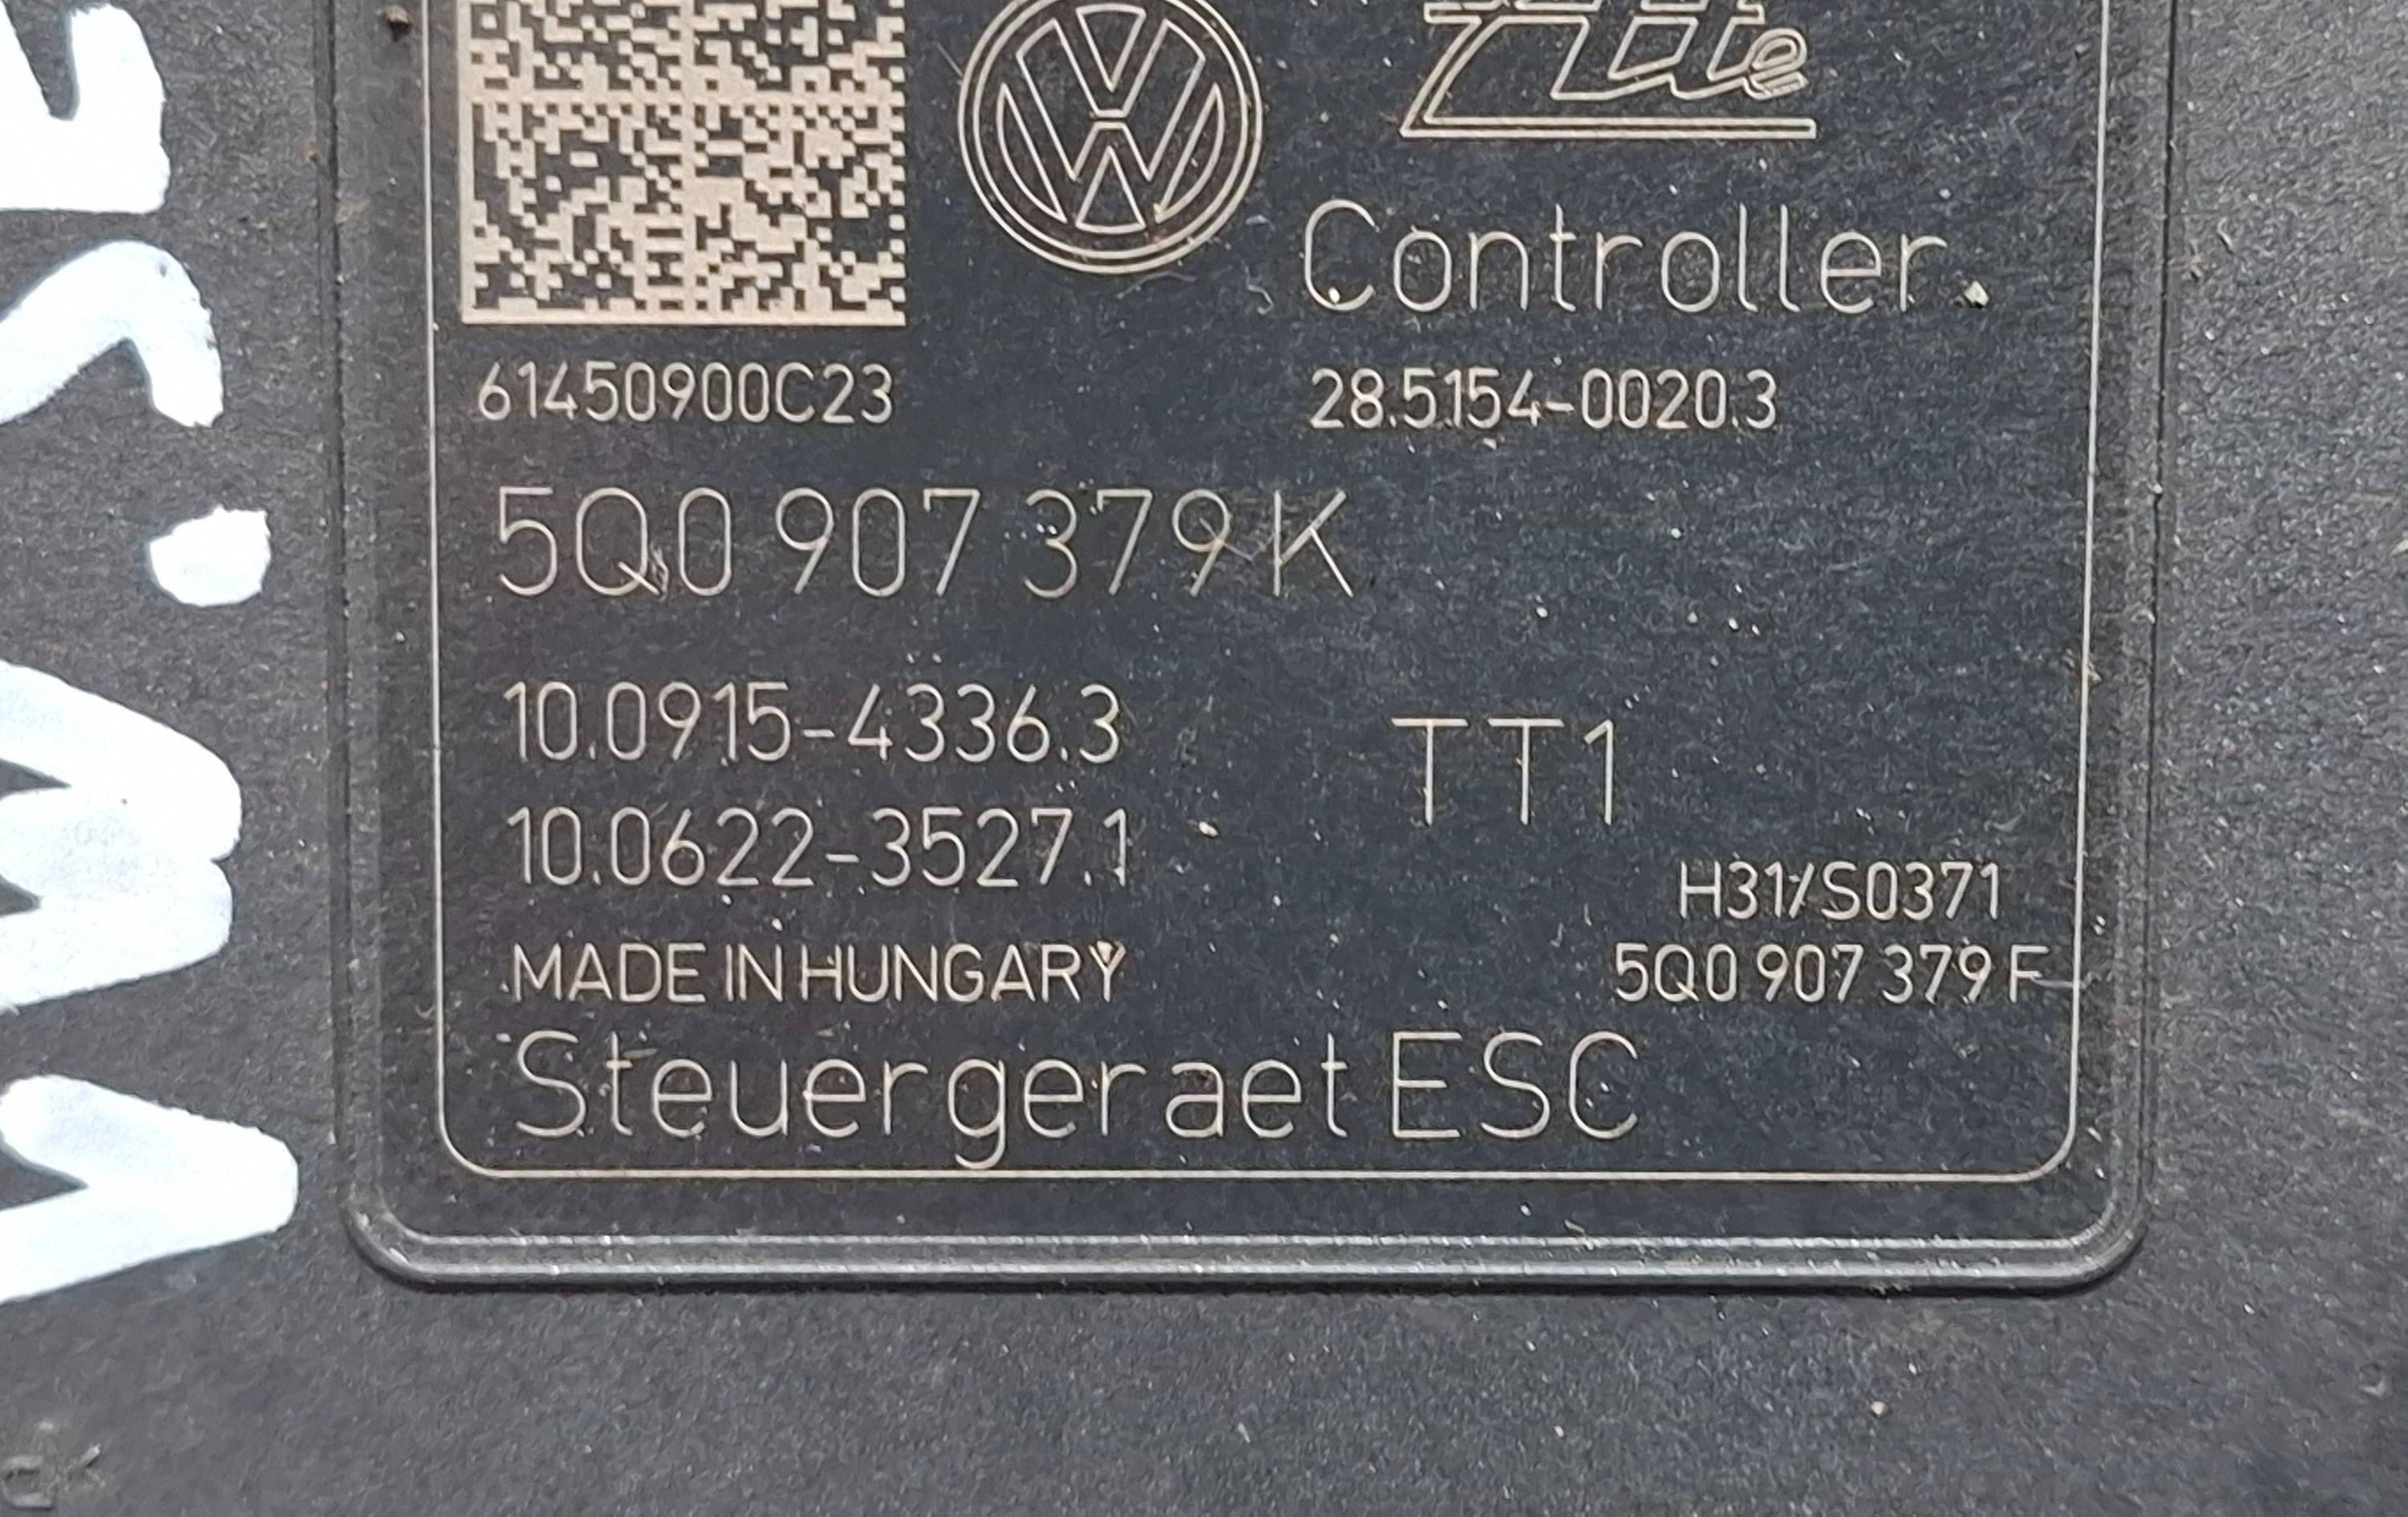 Ate
Controller
61450900C23
28.5154-0020.3
5Q0 907 379 K
10.0915-4336.3
TT1
10.0622-3527.1
H31/S0371
MADE IN HUNGARY
5Q0 907 379 F
Steuergeraet ESC